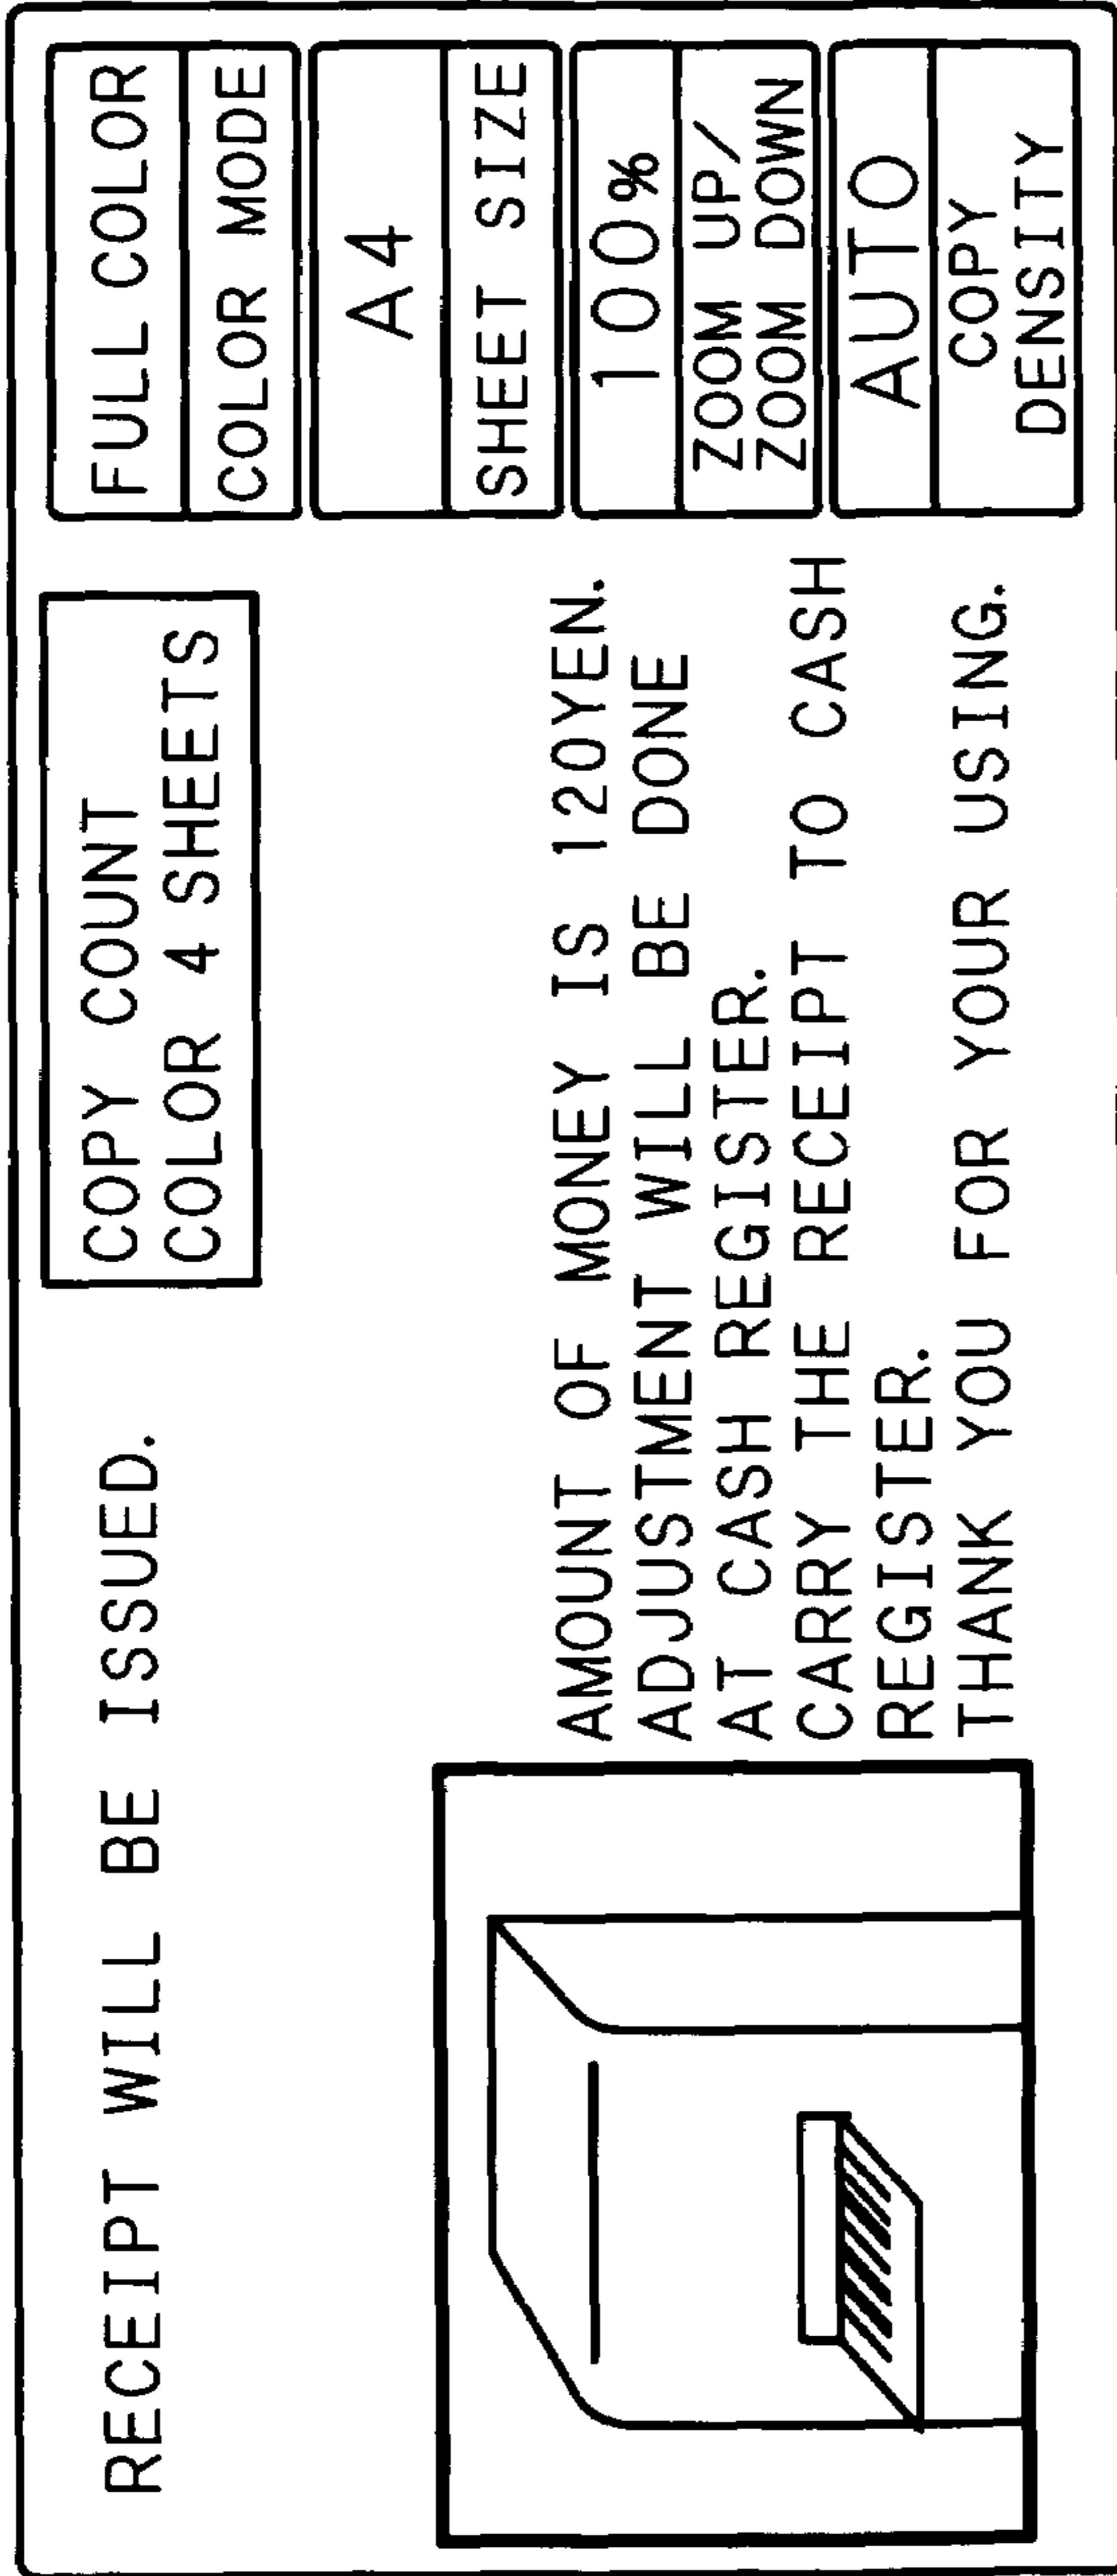 RECEIPT WILL BE ISSUED.
COPY COUNT
COLOR 4 SHEETS
AMOUNT OF MONEY IS 120YEN.
ADJUSTMENT WILL BE DONE
AT CASH REGISTER.
CARRY THE RECEIPT TO CASH
REGISTER.
THANK YOU FOR YOUR USING.
FULL COLOR
COLOR MODE
A4
SHEET SIZE
100%
ZOOM UP/
ZOOM DOWN
AUTO
COPY
DENSITY